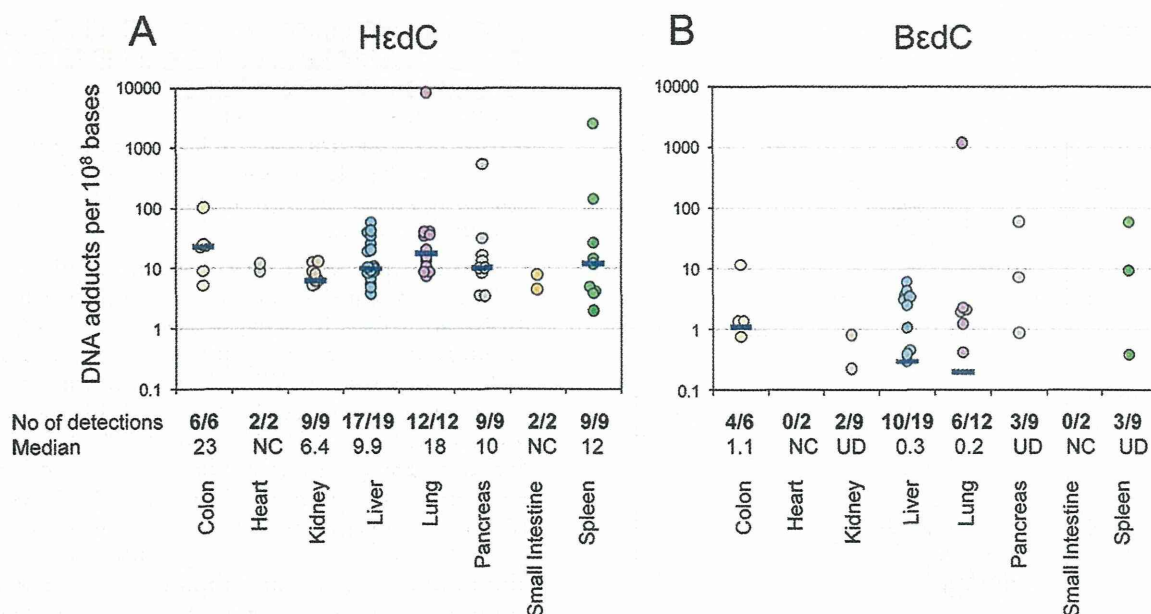 A
HεdC
B
BεdC
DNA adducts per 10⁸ bases
10000
1000
100
10
1
0.1
10000
1000
100
10
1
0.1
No of detections 6/6 2/2 9/9 17/19 12/12 9/9 2/2 9/9
Median 23 NC 6.4 9.9 18 10 NC 12
Colon
Heart
Kidney
Liver
Lung
Pancreas
Small Intestine
Spleen
4/6 0/2 2/9 10/19 6/12 3/9 0/2 3/9
1.1 NC UD 0.3 0.2 UD NC UD
Colon
Heart
Kidney
Liver
Lung
Pancreas
Small Intestine
Spleen